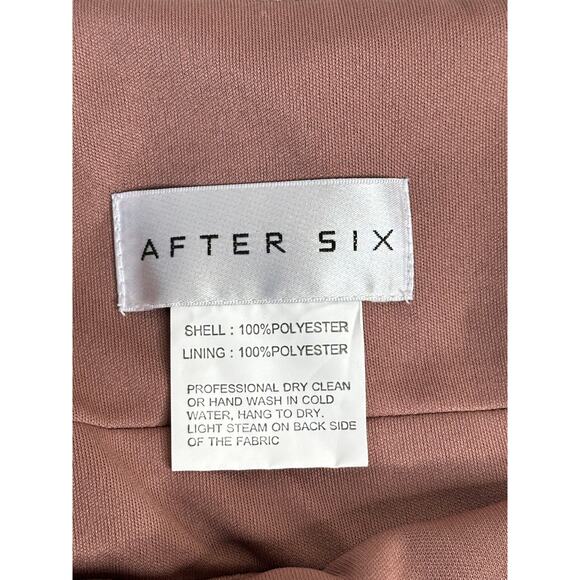 AFTER SIX
SHELL : 100%POLYESTER
LINING : 100%POLYESTER
PROFESSIONAL DRY CLEAN
OR HAND WASH IN COLD
WATER, HANG TO DRY.
LIGHT STEAM ON BACK SIDE
OF THE FABRIC